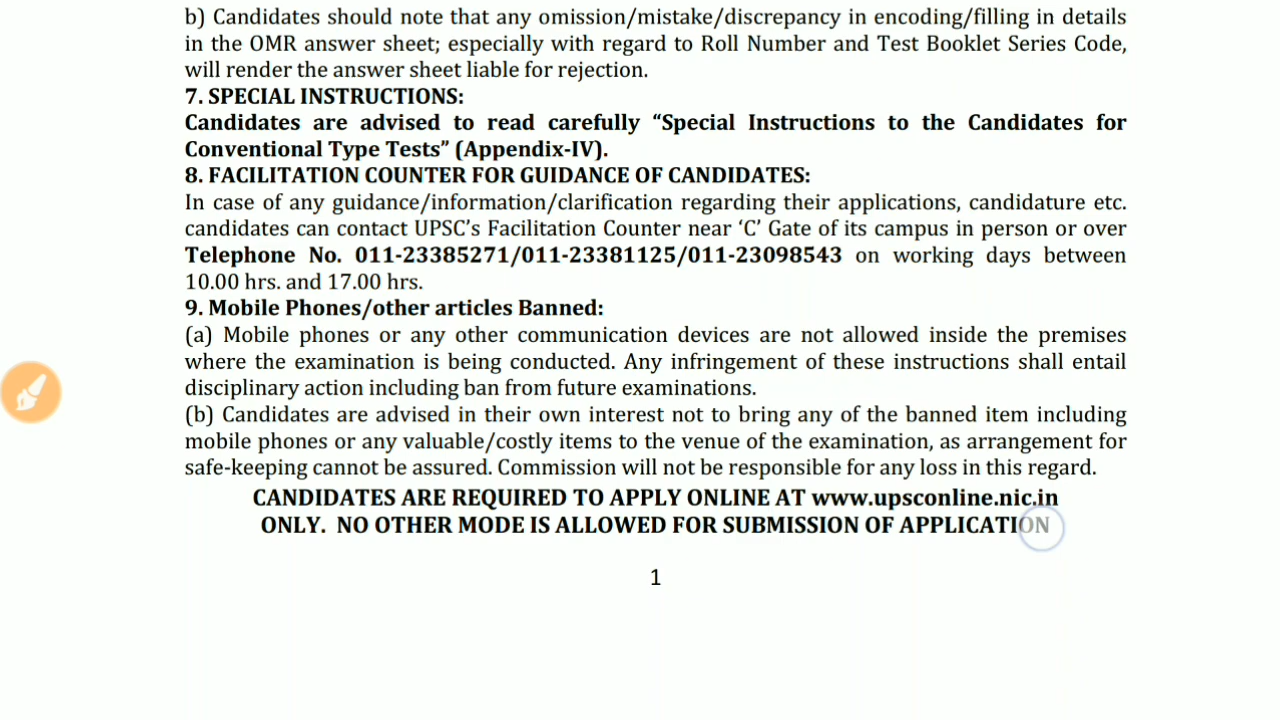 b) Candidates should note that any omission/mistake/discrepancy in encoding/filling in details
in the OMR answer sheet; especially with regard to Roll Number and Test Booklet Series Code,
will render the answer sheet liable for rejection.
7. SPECIAL INSTRUCTIONS:
Candidates are advised to read carefully “Special Instructions to the Candidates for
Conventional Type Tests” (Appendix-IV).
8. FACILITATION COUNTER FOR GUIDANCE OF CANDIDATES:
In case of any guidance/information/clarification regarding their applications, candidature etc.
candidates can contact UPSC’s Facilitation Counter near ‘C’ Gate of its campus in person or over
Telephone No. 011-23385271/011-23381125/011-23098543 on working days between
10.00 hrs. and 17.00 hrs.
9. Mobile Phones/other articles Banned:
(a) Mobile phones or any other communication devices are not allowed inside the premises
where the examination is being conducted. Any infringement of these instructions shall entail
disciplinary action including ban from future examinations.
(b) Candidates are advised in their own interest not to bring any of the banned item including
mobile phones or any valuable/costly items to the venue of the examination, as arrangement for
safe-keeping cannot be assured. Commission will not be responsible for any loss in this regard.
CANDIDATES ARE REQUIRED TO APPLY ONLINE AT www.upsconline.nic.in
ONLY. NO OTHER MODE IS ALLOWED FOR SUBMISSION OF APPLICATION
1